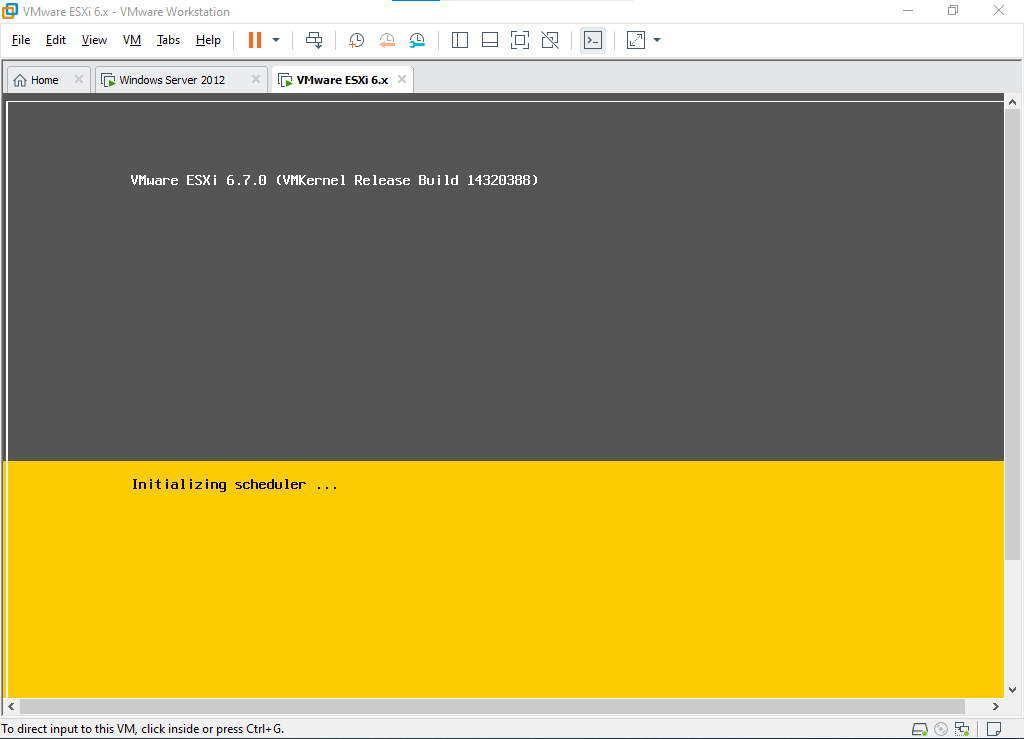 VMware ESXi 6.x - VMware Workstation
File Edit View VM Tabs Help
Home Windows Server 2012 VMware ESXi 6.x
VMware ESXi 6.7.0 (VMKernel Release Build 14320388)
Initializing scheduler ...
To direct input to this VM, click inside or press Ctrl+G.